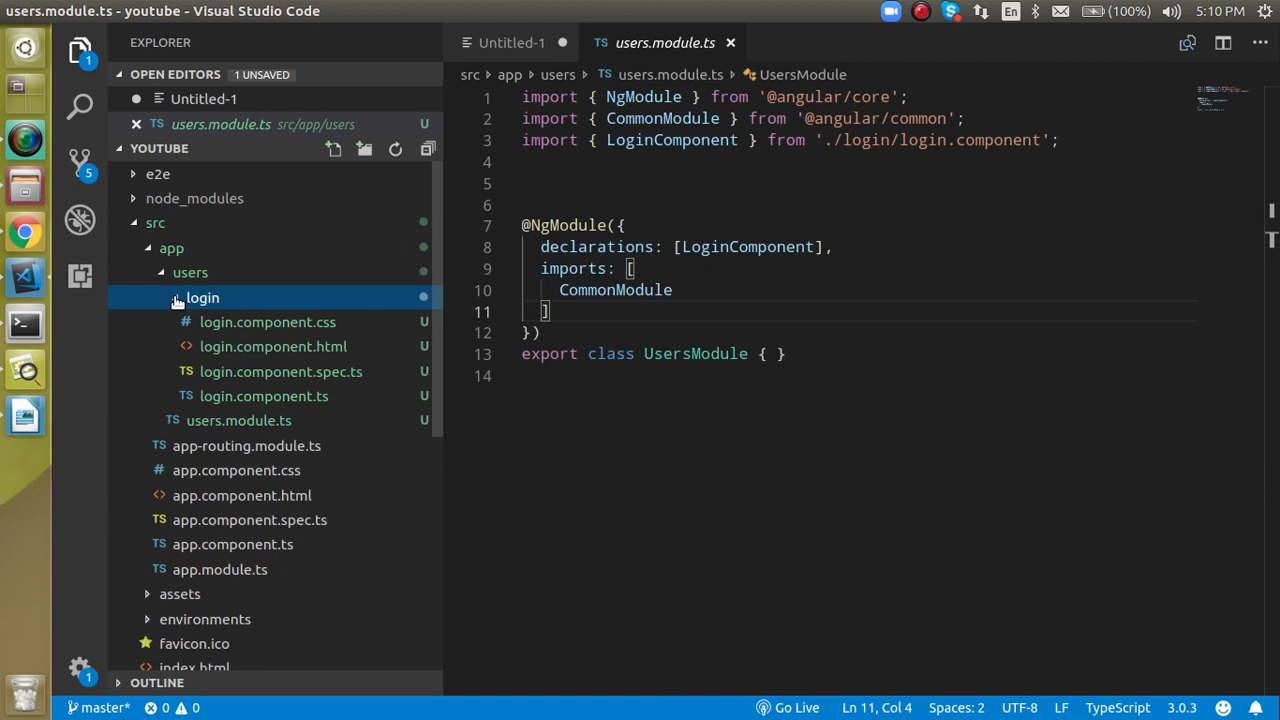 users.module.ts - youtube - Visual Studio Code
En
(100%)
5:10 PM
EXPLORER
OPEN EDITORS 1 UNSAVED
Untitled-1
users.module.ts src/app/users U
YOUTUBE
e2e
node_modules
src
app
users
login
login.component.css U
login.component.html U
login.component.spec.ts U
login.component.ts U
users.module.ts U
app-routing.module.ts
app.component.css
app.component.html
app.component.spec.ts
app.component.ts
app.module.ts
assets
environments
favicon.ico
index.html
OUTLINE
1
5
1
Untitled-1
TS users.module.ts
src app users TS users.module.ts UsersModule
1 import { NgModule } from '@angular/core';
2 import { CommonModule } from '@angular/common';
3 import { LoginComponent } from './login/login.component';
4
5
6
7 @NgModule({
8 declarations: [LoginComponent],
9 imports: [
10 CommonModule
11 ]
12 })
13 export class UsersModule { }
14
master* 0 0
Go Live Ln 11, Col 4 Spaces: 2 UTF-8 LF TypeScript 3.0.3